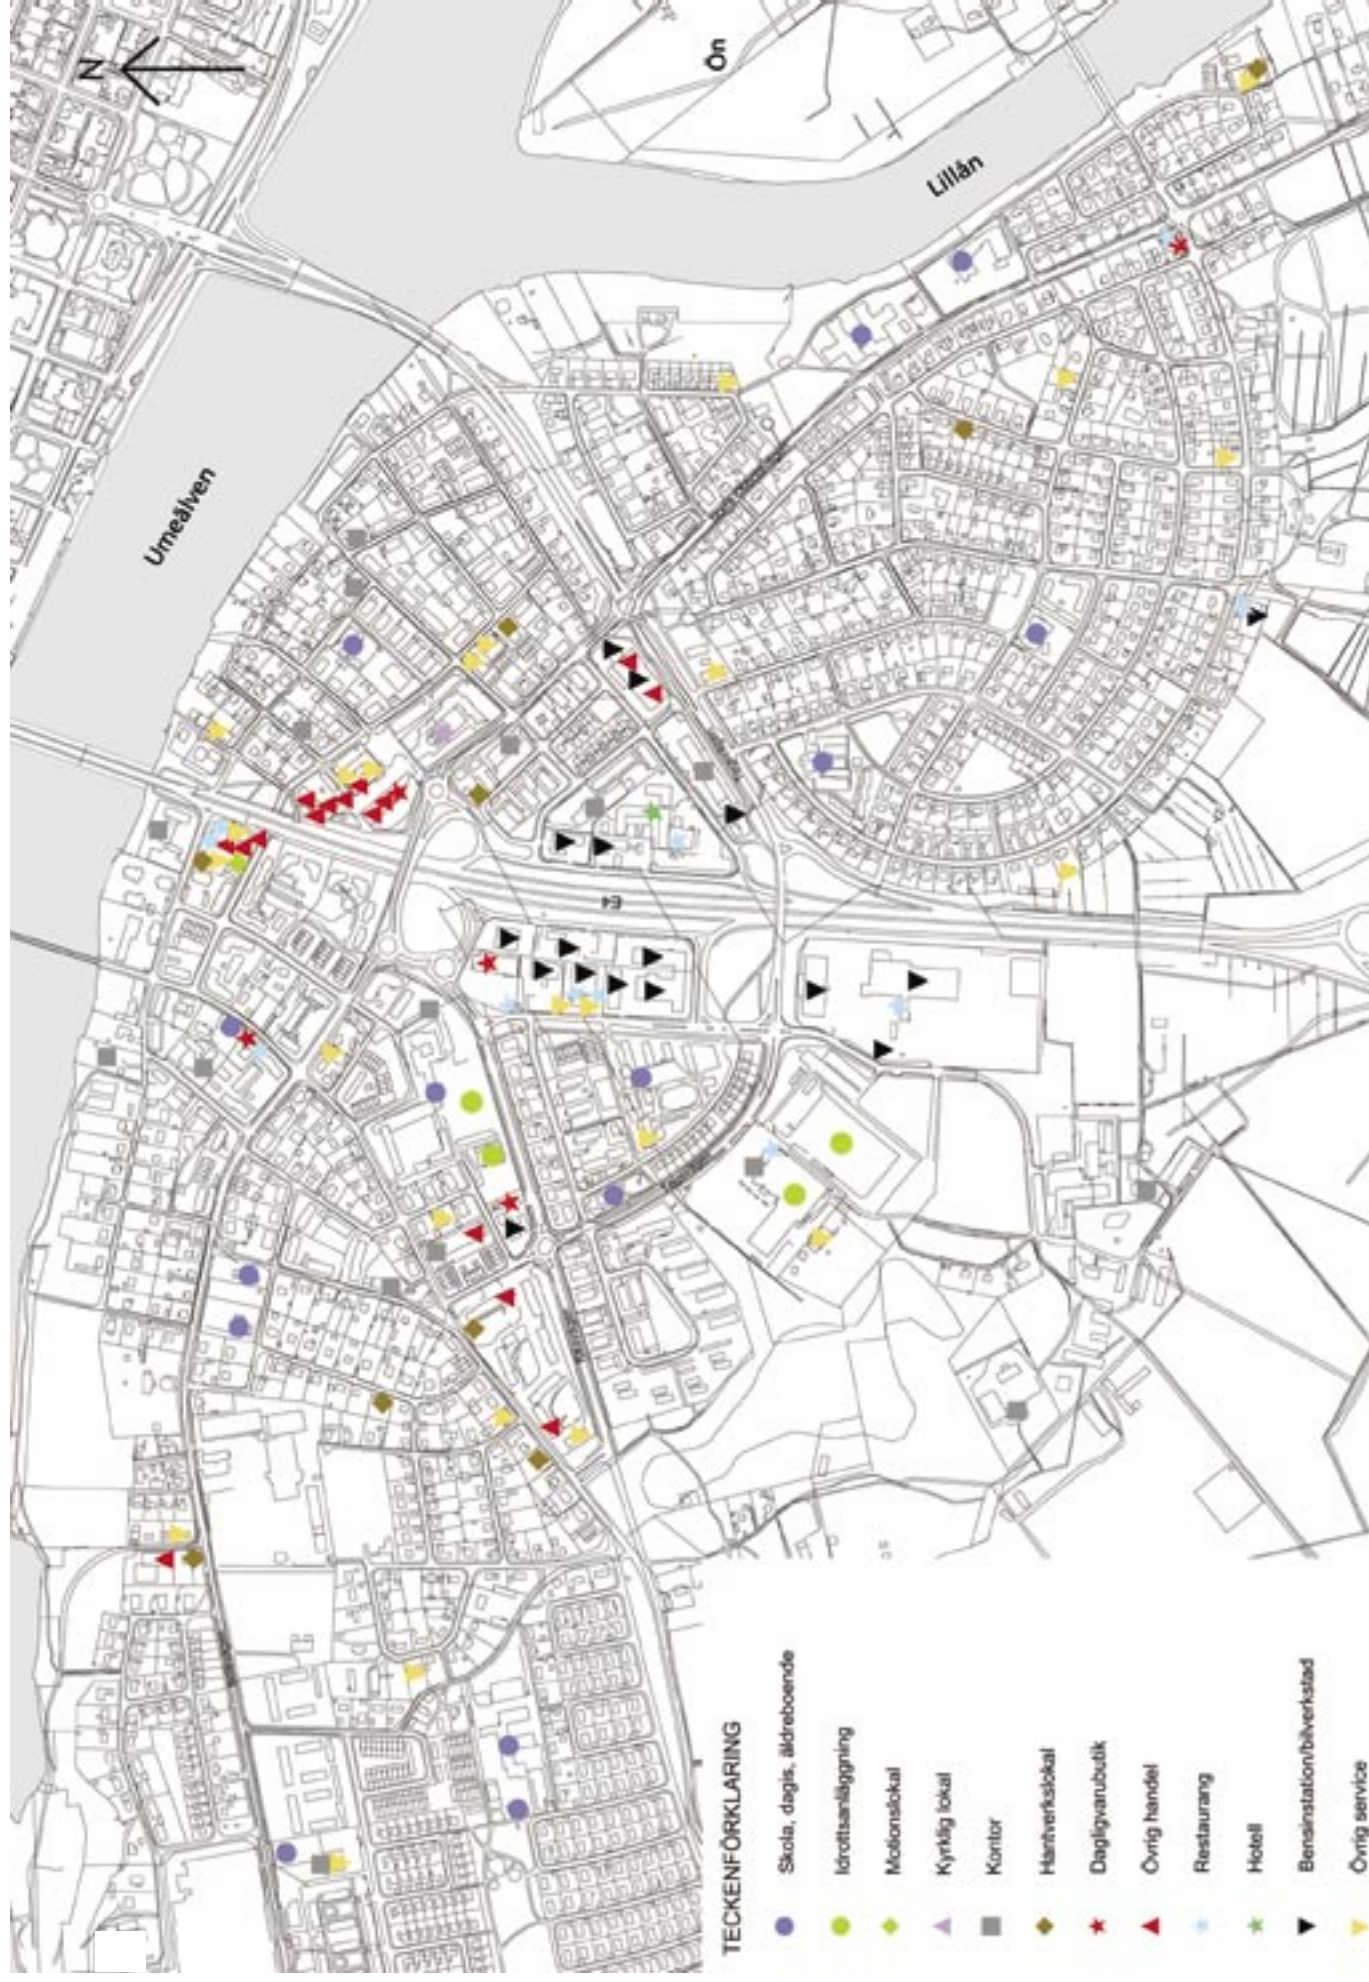 N
Ön
Umeälven
Lillån
E4
TECKENFÖRKLARING
Skola, dagis, äldreboende
Idrottsanläggning
Motionslokal
Kyrklig lokal
Kontor
Hantverkslokal
Dagligvarubutik
Övrig handel
Restaurang
Hotell
Bensinstation/bilverkstad
Övrig service